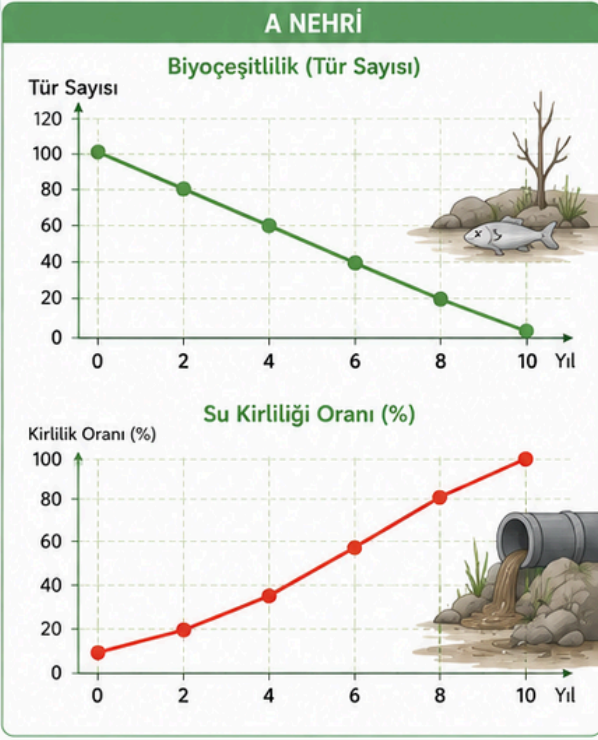 A NEHRİ
Biyoçeşitlilik (Tür Sayısı)
Tür Sayısı
120
100
80
60
40
20
0
0 2 4 6 8 10 Yıl
Su Kirliliği Oranı (%)
Kirlilik Oranı (%)
100
80
60
40
20
0
0 2 4 6 8 10 Yıl